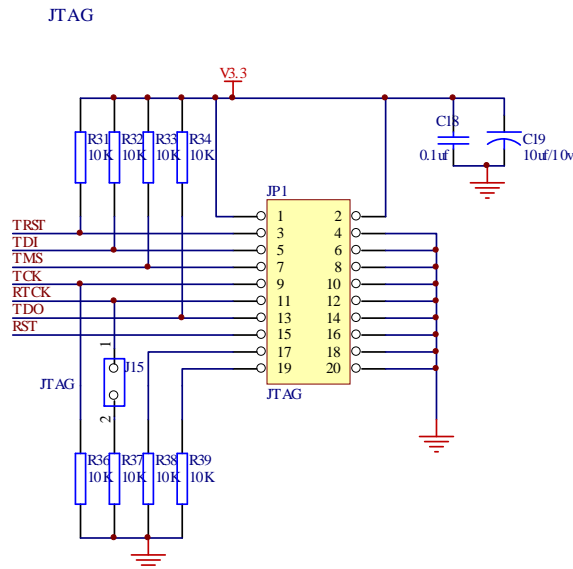 JTAG
V3.3
R31 R32 R33 R34
10K 10K 10K 10K
C18
0.1uf
C19
10uf/10v
JP1
1 2
TRST 3 4
TDI 5 6
TMS 7 8
TCK 9 10
RTCK 11 12
TDO 13 14
RST 15 16
17 18
19 20
JTAG
1
J15
JTAG
2
R36 R37 R38 R39
10K 10K 10K 10K